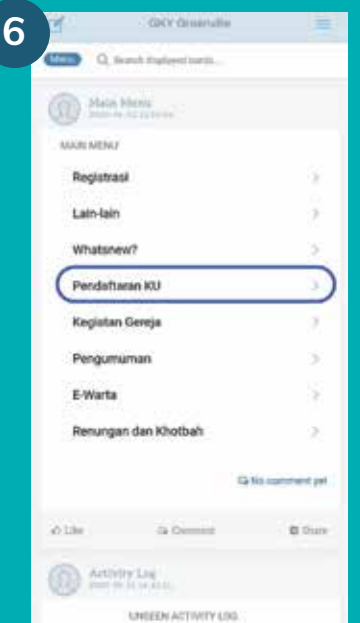 6
GKY Greenville
Menu
Search displayed cards...
Main Menu
MAIN MENU
Registrasi
Lain-lain
Whatsnew?
Pendaftaran KU
Kegiatan Gereja
Pengumuman
E-Warta
Renungan dan Khotbah
No comment yet
Like Comment Share
Activity Log
UNSEEN ACTIVITY LOG